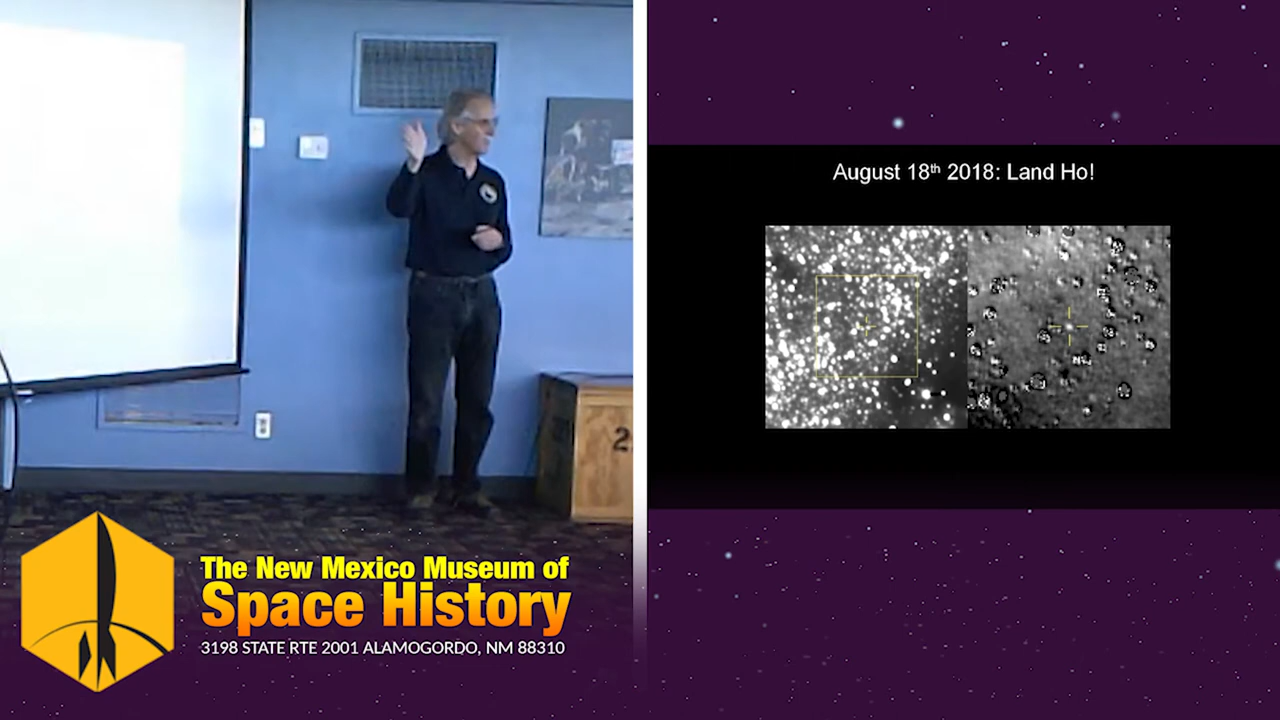 August 18th 2018: Land Ho!
2
The New Mexico Museum of
Space History
3198 STATE RTE 2001 ALAMOGORDO, NM 88310